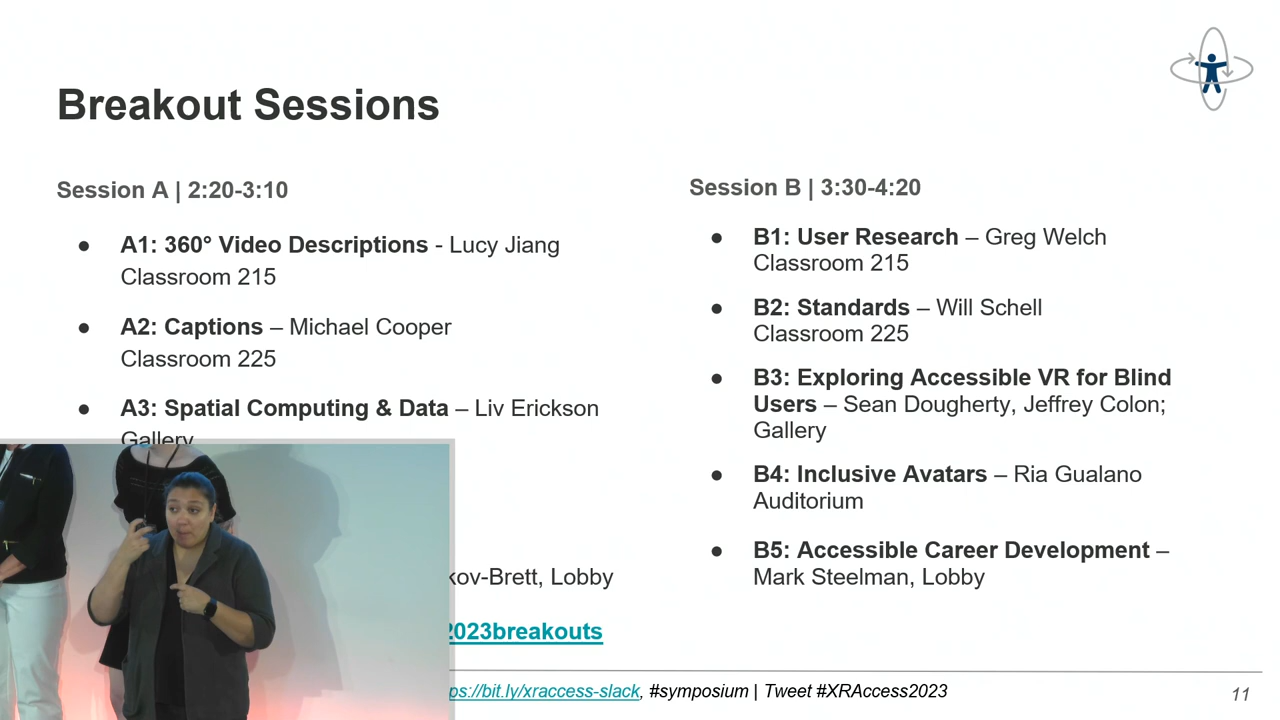 Breakout Sessions
Session A | 2:20-3:10
● A1: 360° Video Descriptions - Lucy Jiang
Classroom 215
● A2: Captions – Michael Cooper
Classroom 225
● A3: Spatial Computing & Data – Liv Erickson
Gallery
Lobby
2023breakouts
Session B | 3:30-4:20
● B1: User Research – Greg Welch
Classroom 215
● B2: Standards – Will Schell
Classroom 225
● B3: Exploring Accessible VR for Blind
Users – Sean Dougherty, Jeffrey Colon;
Gallery
● B4: Inclusive Avatars – Ria Gualano
Auditorium
● B5: Accessible Career Development –
Mark Steelman, Lobby
ps://bit.ly/xraccess-slack, #symposium | Tweet #XRAccess2023
11